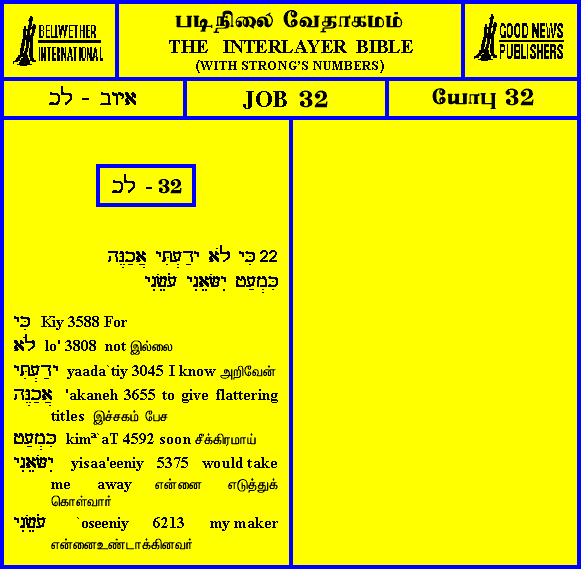 BELLWETHER
INTERNATIONAL
படிநிலை வேதாகமம்
THE INTERLAYER BIBLE
(WITH STRONG'S NUMBERS)
GOOD NEWS
PUBLISHERS
איוב - לב
JOB 32
யோபு 32
לב - 32
22 כִּי לֹא יָדַעְתִּי אֲכַנֶּה
כִּמְעַט יִשָּׂאֵנִי עֹשֵׂנִי
כִּי Kiy 3588 For
לֹא lo' 3808 not இல்லை
יָדַעְתִּי yaada`tiy 3045 I know அறிவேன்
אֲכַנֶּה 'akaneh 3655 to give flattering
titles இச்சகம் பேச
כִּמְעַט kimª`aT 4592 soon சீக்கிரமாய்
יִשָּׂאֵנִי yisaa'eeniy 5375 would take
me away என்னை எடுத்துக்
கொள்வார்
עֹשֵׂנִי `oseeniy 6213 my maker
என்னைஉண்டாக்கினவர்